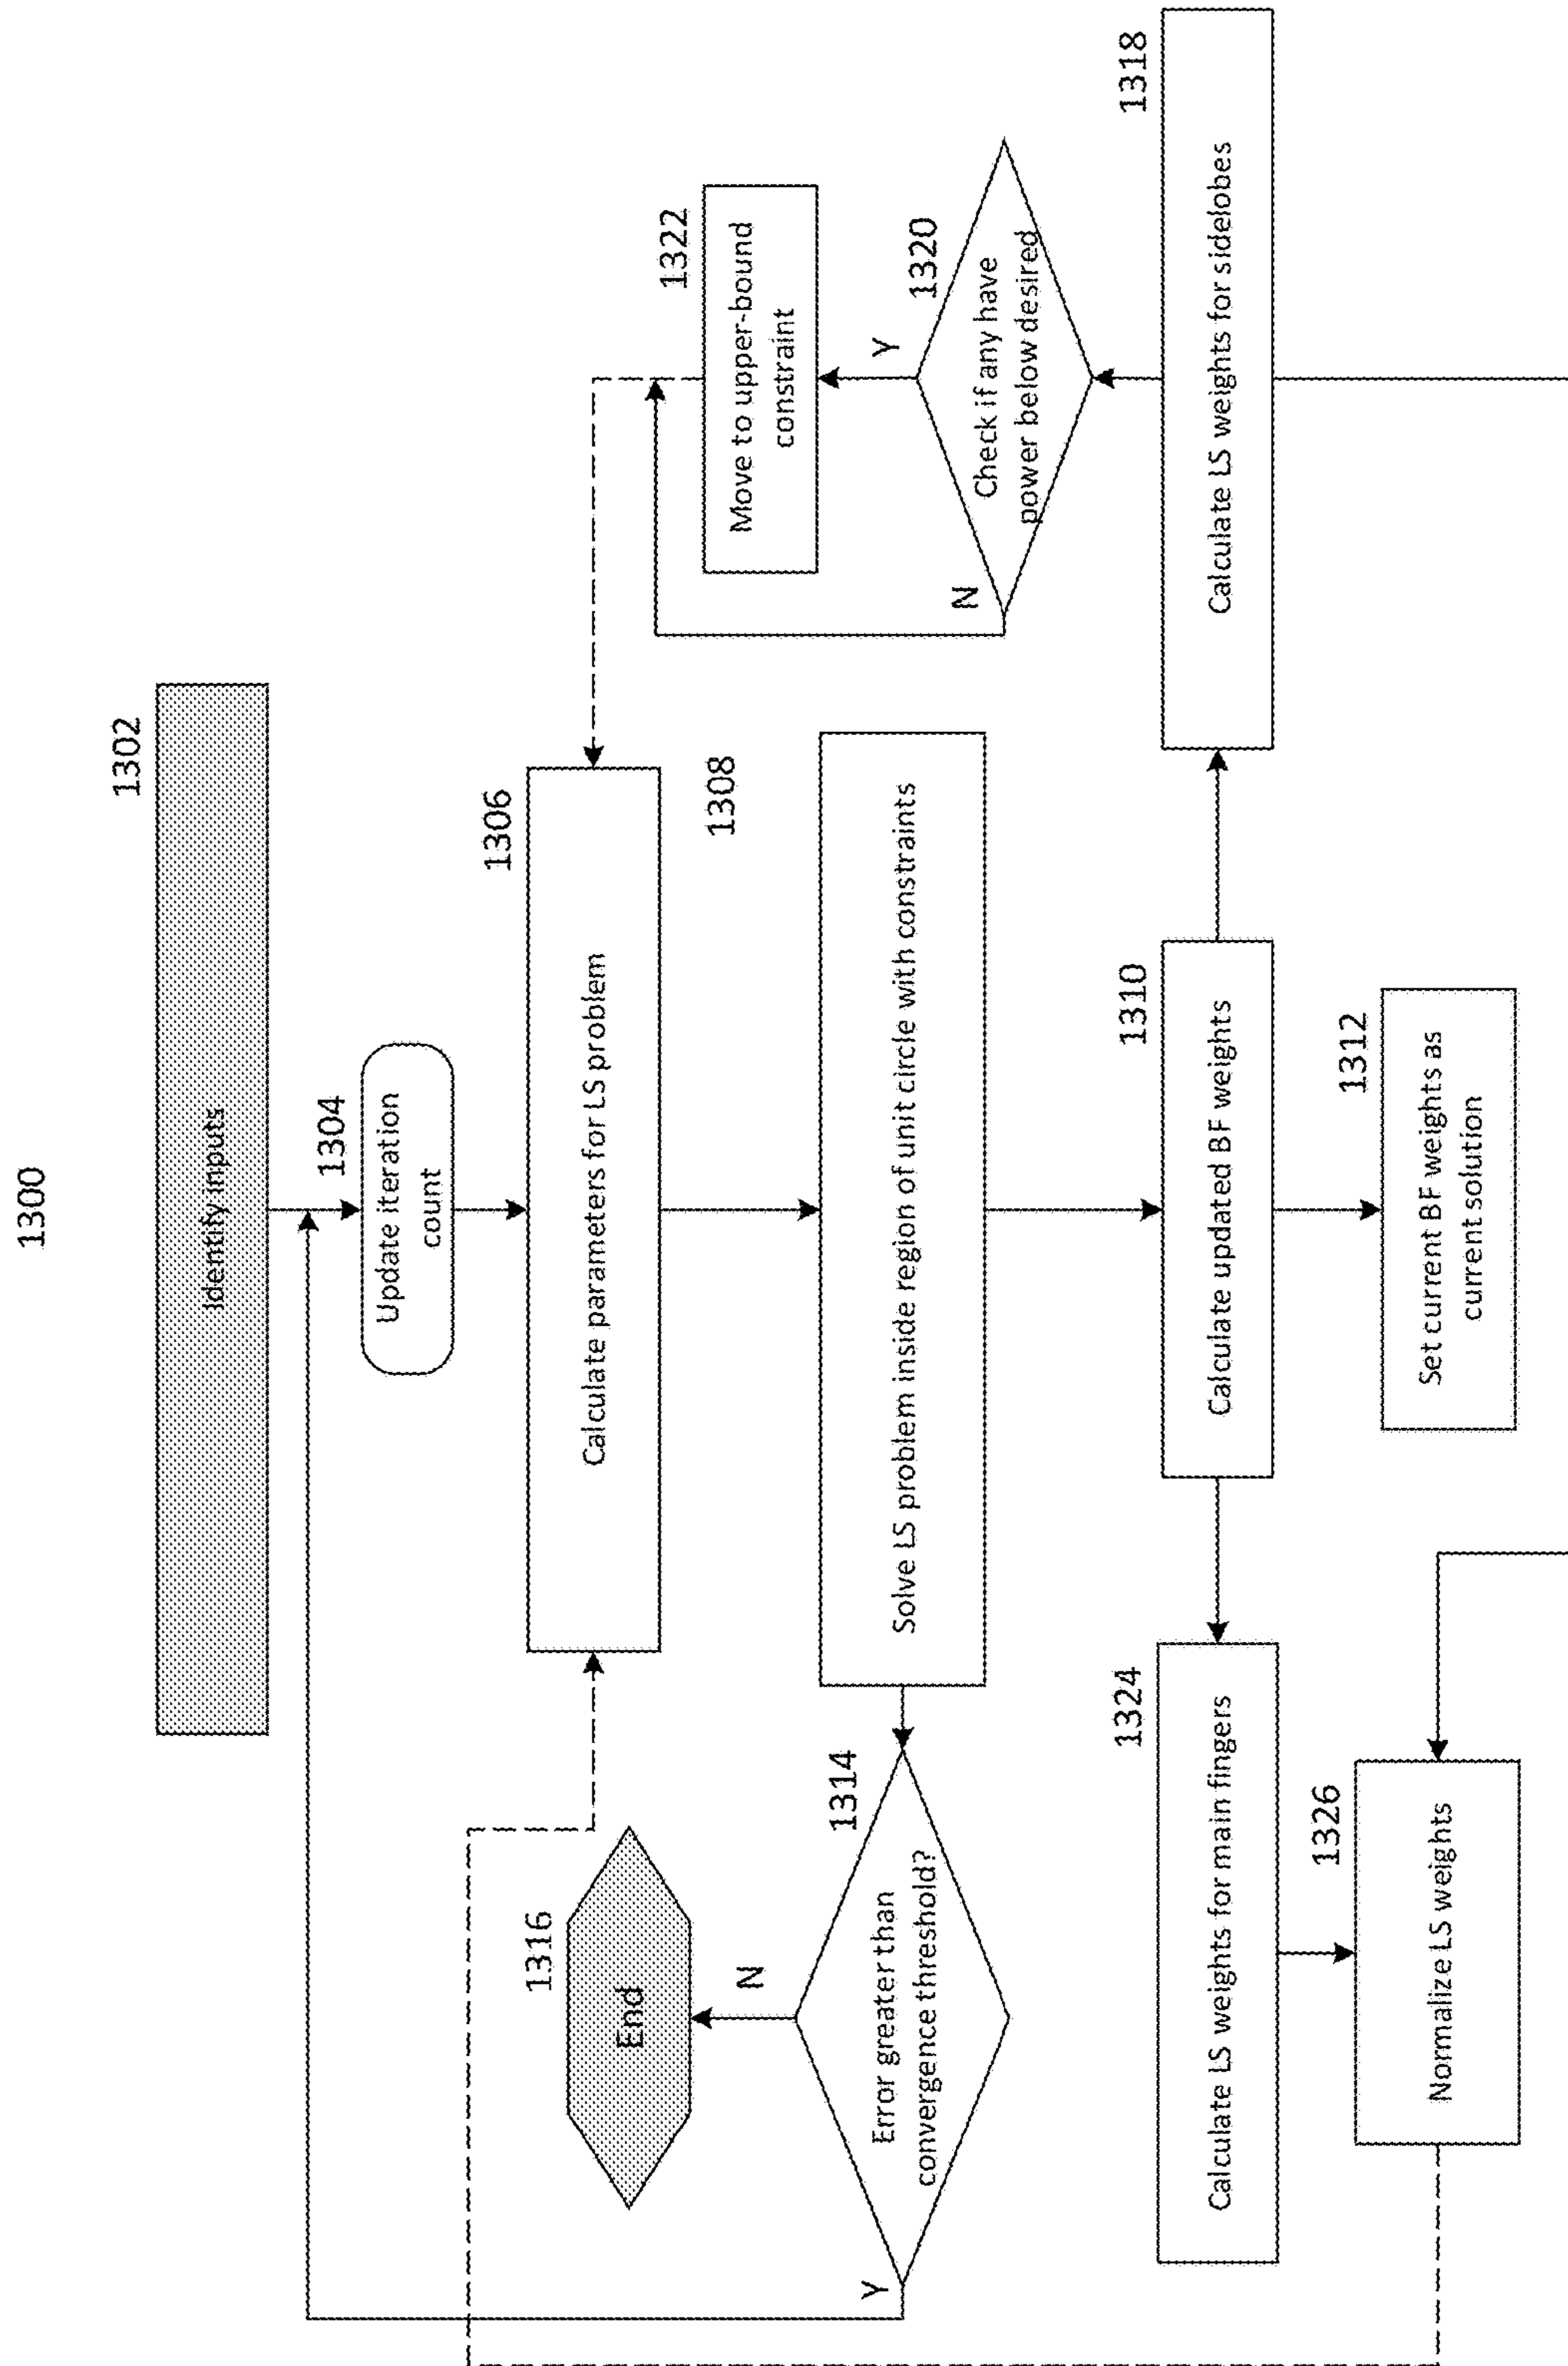 1300
1302
Identify inputs
1304
Update iteration
count
1306
Calculate parameters for LS problem
1308
Solve LS problem inside region of unit circle with constraints
1314
Error greater than
convergence threshold?
Y
N
1316
End
1310
Calculate updated BF weights
1312
Set current BF weights as
current solution
1318
Calculate LS weights for sidelobes
1320
Check if any have
power below desired
Y
N
1322
Move to upper-bound
constraint
1324
Calculate LS weights for main fingers
1326
Normalize LS weights